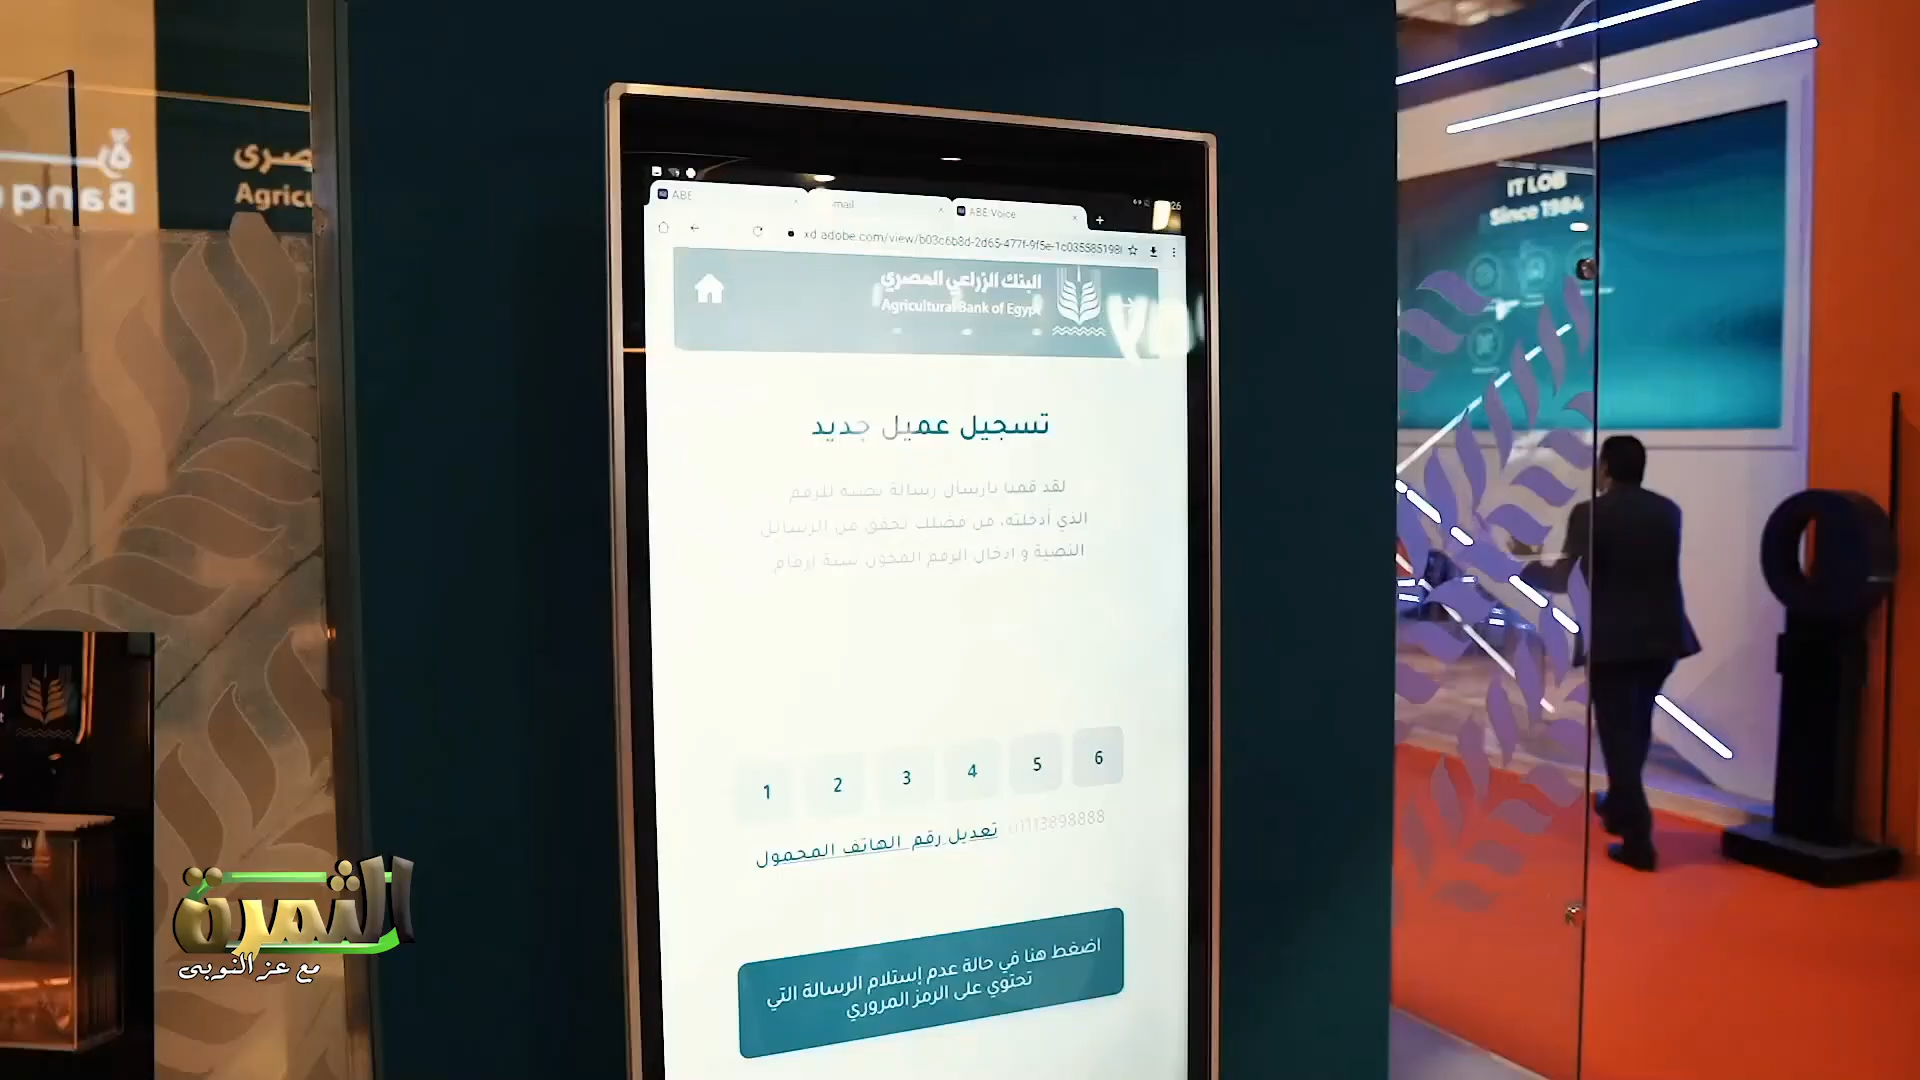 Banq
صرى
Agricu
ABE
mail
ABE Voice
xd.adobe.com/view/b03c6b8d-2d65-477f-9f5e-1c035585198
البنك الزراعي المصري
Agricultural Bank of Egypt
تسجيل عميل جديد
لقد قمنا بارسال رسالة نصية للرقم
الذي أدخلته، من فضلك تحقق من الرسائل
النصية و ادخال الرقم المكون ستة ارقام
1 2 3 4 5 6
01113898888 تعديل رقم الهاتف المحمول
اضغط هنا في حالة عدم إستلام الرسالة التي
تحتوي على الرمز المروري
IT LOB
Since 1984
الثمرة
مع عز النوبى